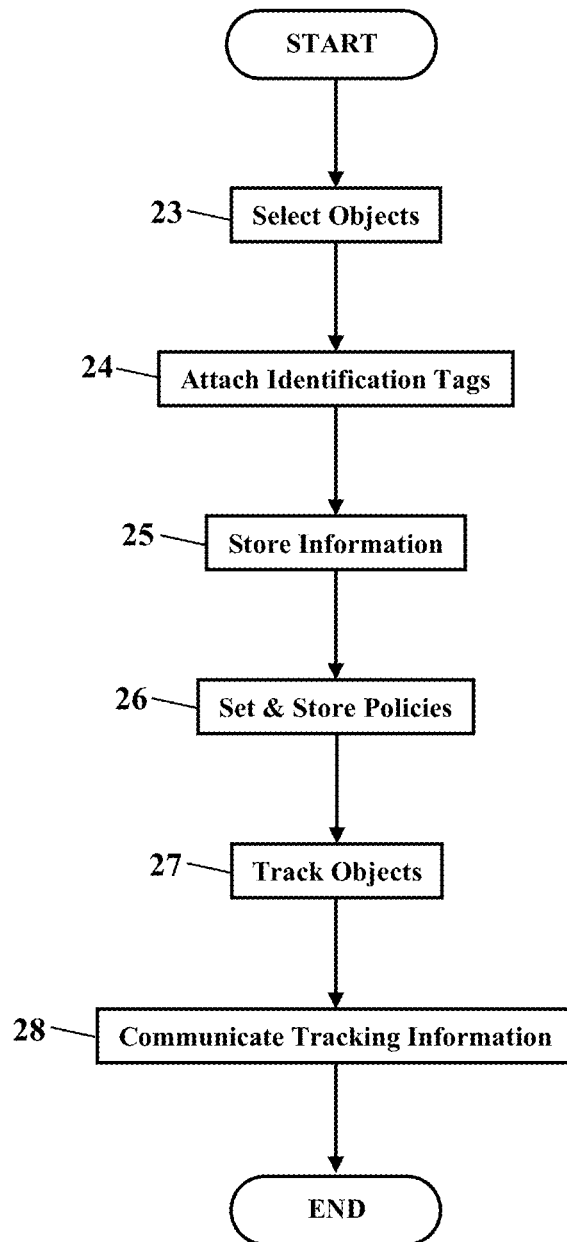 START
23 Select Objects
24 Attach Identification Tags
25 Store Information
26 Set & Store Policies
27 Track Objects
28 Communicate Tracking Information
END